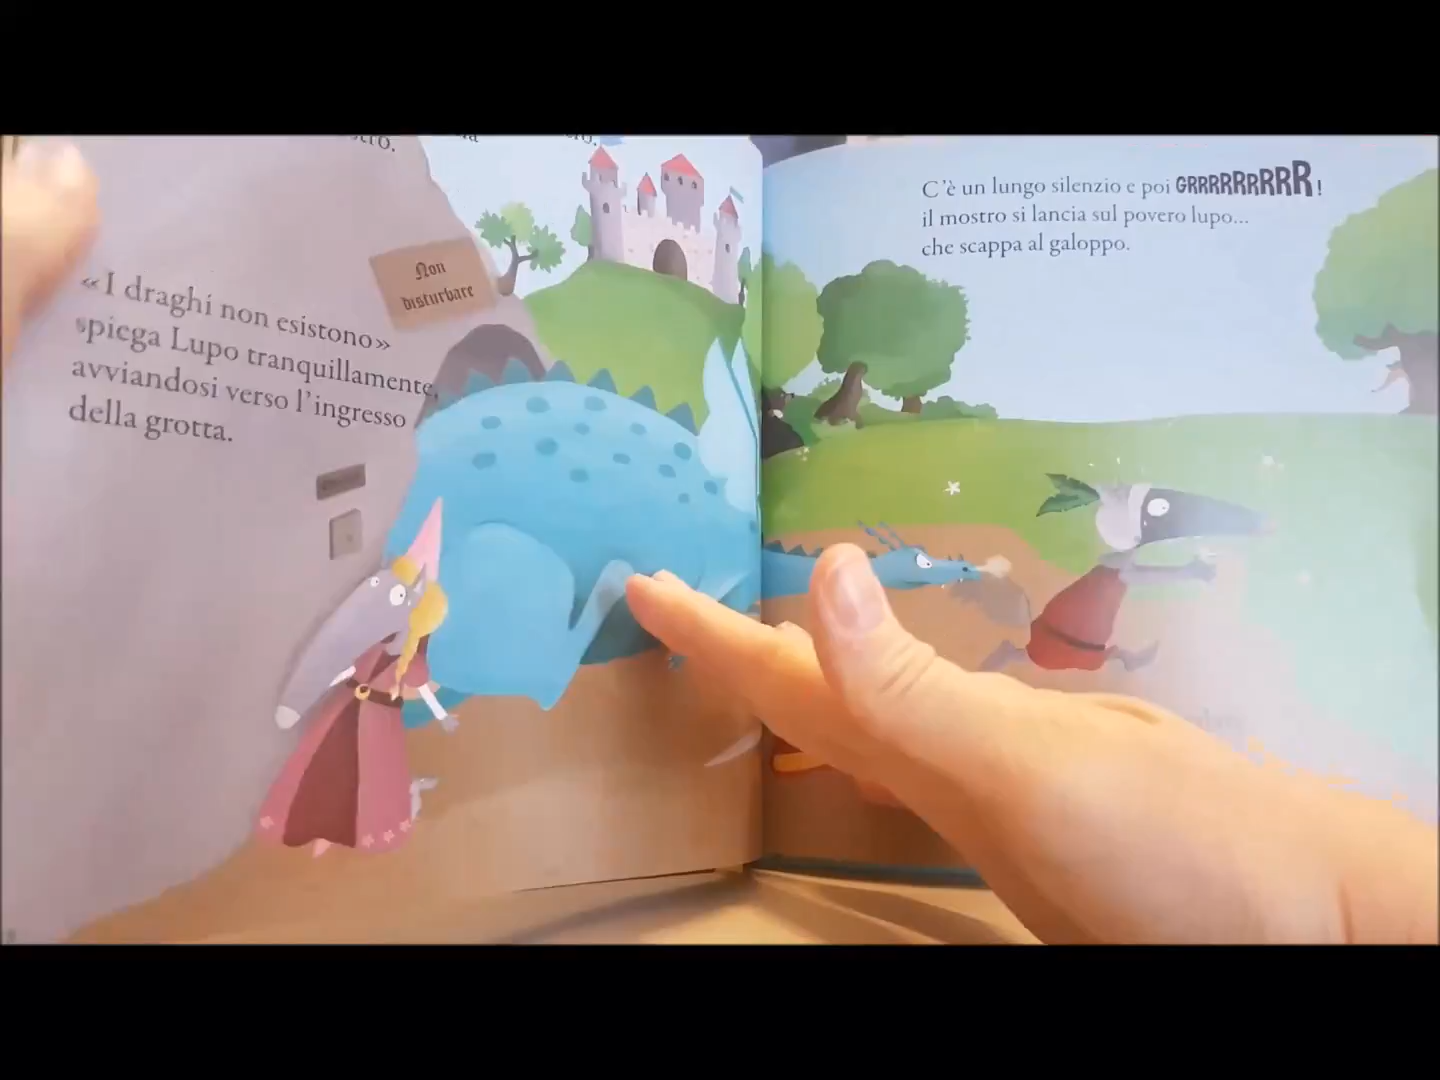 «I draghi non esistono»
spiega Lupo tranquillamente,
avviandosi verso l'ingresso
della grotta.
Non
disturbare
C'è un lungo silenzio e poi GRRRRRRRRR!
il mostro si lancia sul povero lupo...
che scappa al galoppo.